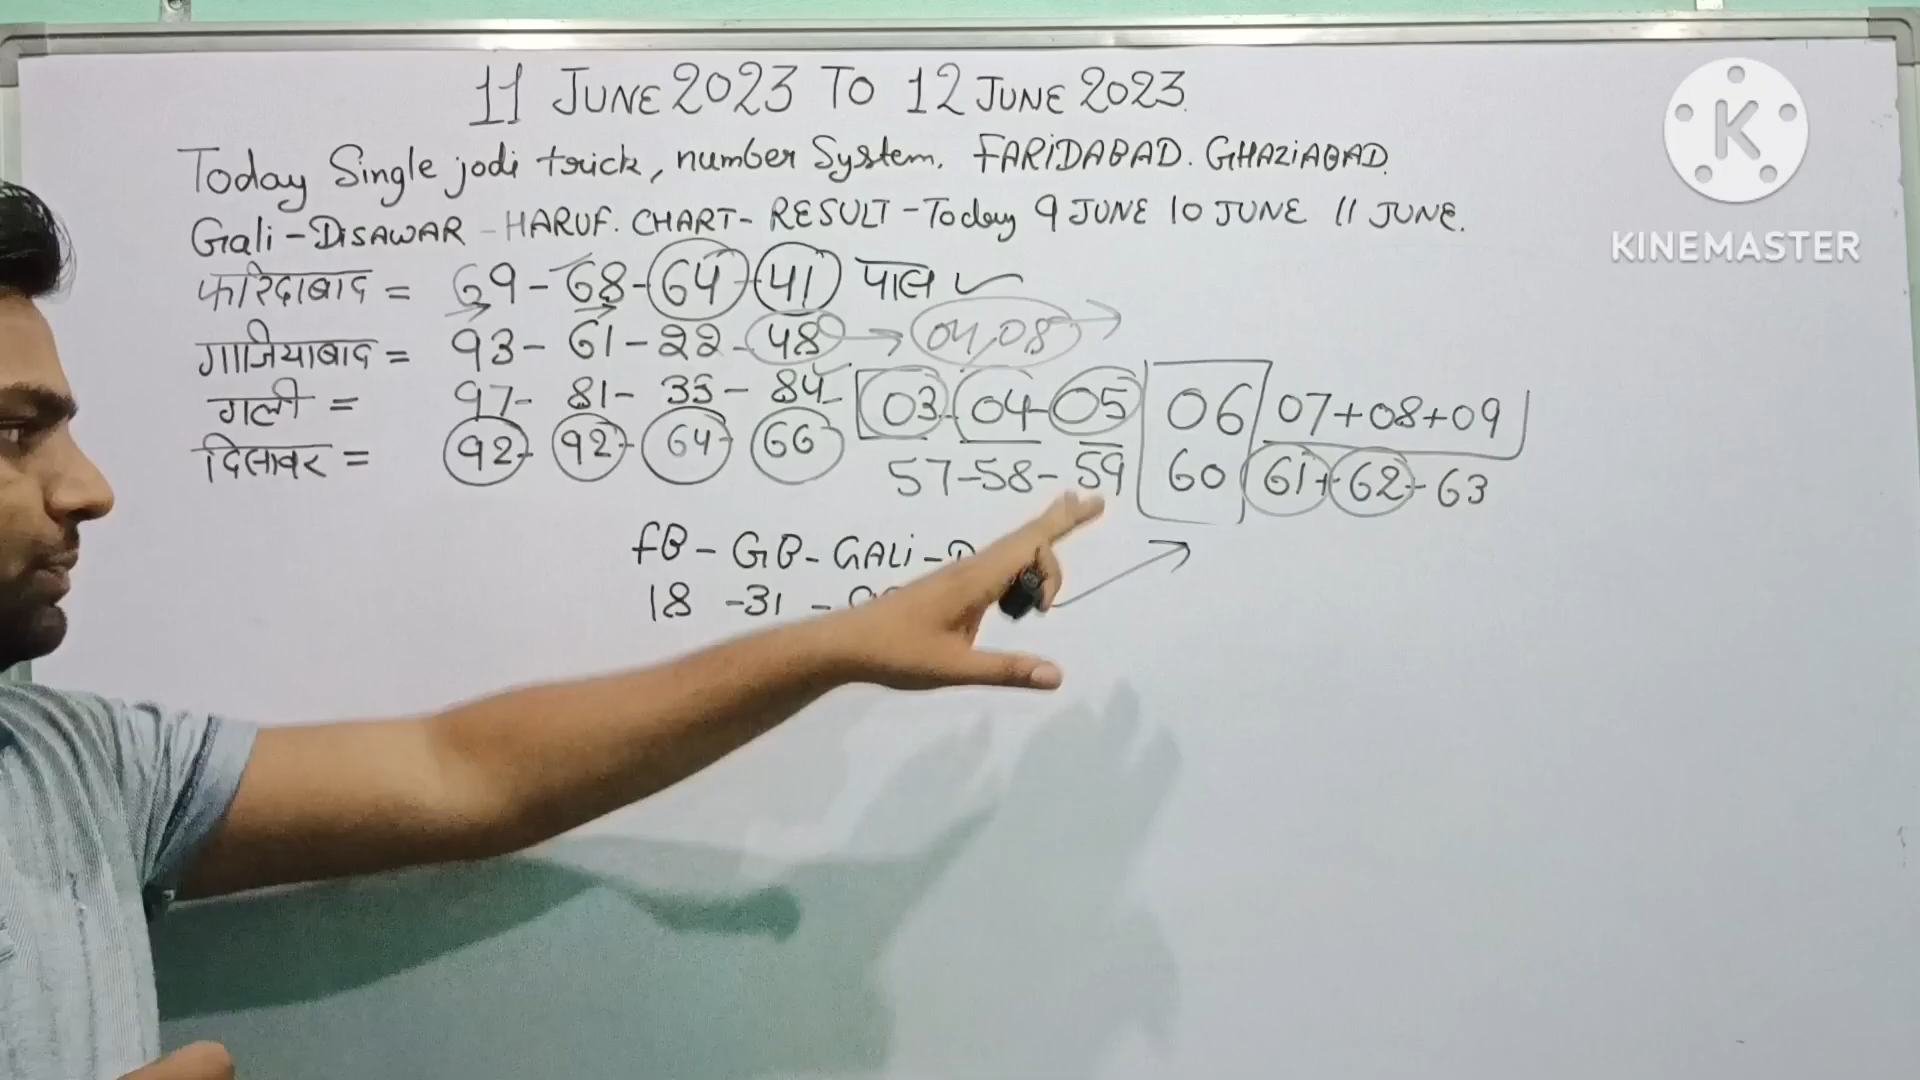 11 JUNE 2023 TO 12 JUNE 2023.
Today Single jodi trick, number System. FARIDABAD. GHAZIABAD.
Gali - DISAWAR - HARUF. CHART - RESULT - Today 9 JUNE 10 JUNE 11 JUNE.
फरिदाबाद = 69 - 68 - 64 - 41 पास ✓
गाजियाबाद = 93 - 61 - 22 - 48 → 04,08 →
गली = 97 - 81 - 35 - 84 03 - 04 - 05 06 07+08+09
दिसावर = 92 - 92 - 64 - 66 57-58-59 60 61+62-63
FB - GB - GALI -
18 - 31 -
K
KINEMASTER